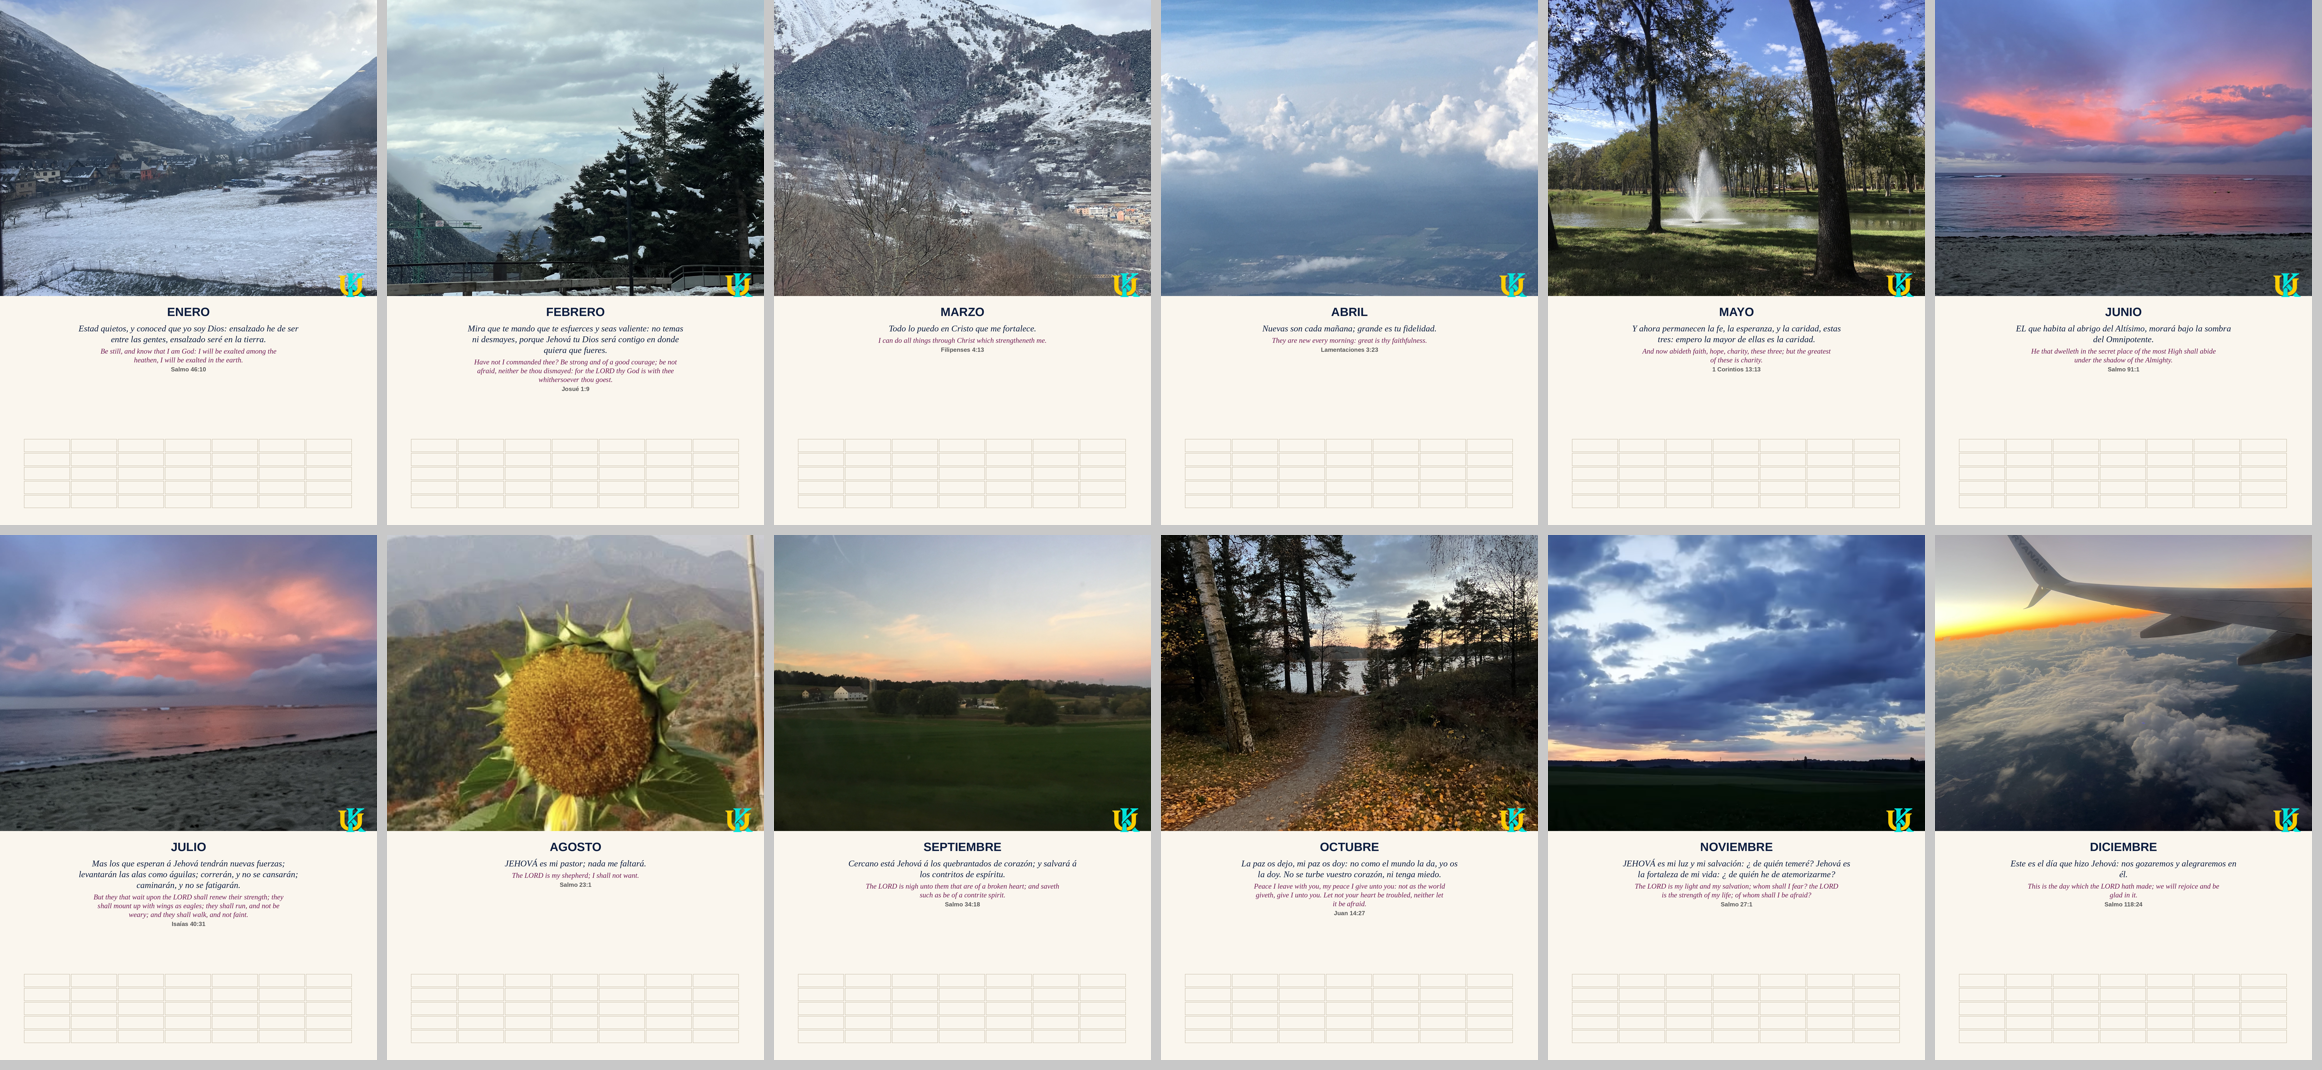 UK
ENERO
Estad quietos, y conoced que yo soy Dios: ensalzado he de ser
entre las gentes, ensalzado seré en la tierra.
Be still, and know that I am God: I will be exalted among the
heathen, I will be exalted in the earth.
Salmo 46:10
UK
FEBRERO
Mira que te mando que te esfuerces y seas valiente: no temas
ni desmayes, porque Jehová tu Dios será contigo en donde
quiera que fueres.
Have not I commanded thee? Be strong and of a good courage; be not
afraid, neither be thou dismayed: for the LORD thy God is with thee
whithersoever thou goest.
Josué 1:9
UK
MARZO
Todo lo puedo en Cristo que me fortalece.
I can do all things through Christ which strengtheneth me.
Filipenses 4:13
UK
ABRIL
Nuevas son cada mañana; grande es tu fidelidad.
They are new every morning: great is thy faithfulness.
Lamentaciones 3:23
UK
MAYO
Y ahora permanecen la fe, la esperanza, y la caridad, estas
tres: empero la mayor de ellas es la caridad.
And now abideth faith, hope, charity, these three; but the greatest
of these is charity.
1 Corintios 13:13
UK
JUNIO
EL que habita al abrigo del Altísimo, morará bajo la sombra
del Omnipotente.
He that dwelleth in the secret place of the most High shall abide
under the shadow of the Almighty.
Salmo 91:1
UK
JULIO
Mas los que esperan á Jehová tendrán nuevas fuerzas;
levantarán las alas como águilas; correrán, y no se cansarán;
caminarán, y no se fatigarán.
But they that wait upon the LORD shall renew their strength; they
shall mount up with wings as eagles; they shall run, and not be
weary; and they shall walk, and not faint.
Isaías 40:31
UK
AGOSTO
JEHOVÁ es mi pastor; nada me faltará.
The LORD is my shepherd; I shall not want.
Salmo 23:1
UK
SEPTIEMBRE
Cercano está Jehová á los quebrantados de corazón; y salvará á
los contritos de espíritu.
The LORD is nigh unto them that are of a broken heart; and saveth
such as be of a contrite spirit.
Salmo 34:18
UK
OCTUBRE
La paz os dejo, mi paz os doy: no como el mundo la da, yo os
la doy. No se turbe vuestro corazón, ni tenga miedo.
Peace I leave with you, my peace I give unto you: not as the world
giveth, give I unto you. Let not your heart be troubled, neither let
it be afraid.
Juan 14:27
UK
NOVIEMBRE
JEHOVÁ es mi luz y mi salvación: ¿ de quién temeré? Jehová es
la fortaleza de mi vida: ¿ de quién he de atemorizarme?
The LORD is my light and my salvation; whom shall I fear? the LORD
is the strength of my life; of whom shall I be afraid?
Salmo 27:1
UK
DICIEMBRE
Este es el día que hizo Jehová: nos gozaremos y alegraremos en
él.
This is the day which the LORD hath made; we will rejoice and be
glad in it.
Salmo 118:24